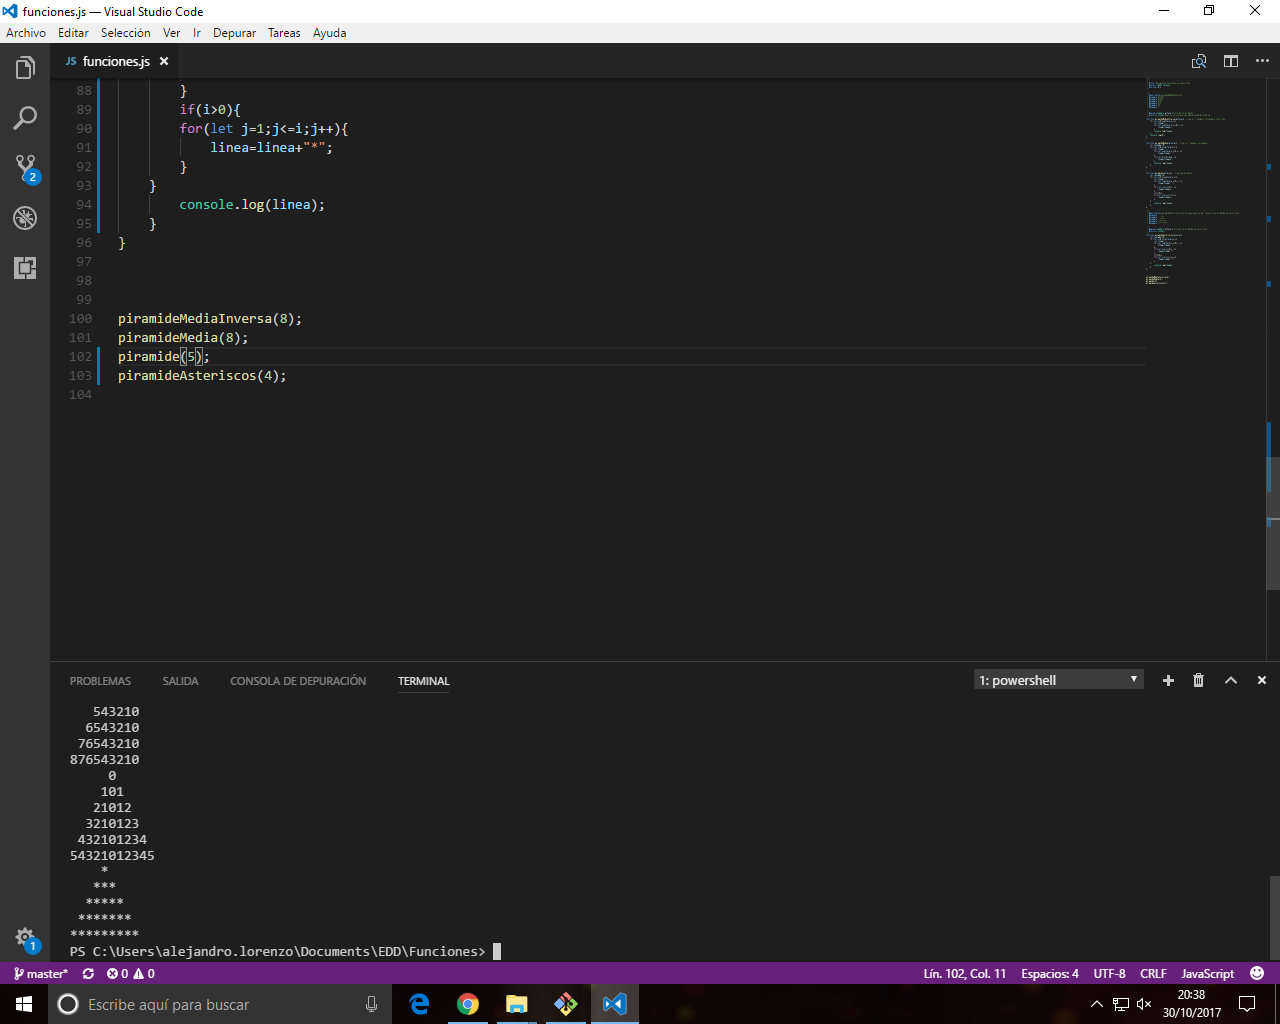 funciones.js — Visual Studio Code
Archivo Editar Selección Ver Ir Depurar Tareas Ayuda
JS funciones.js
88 }
89 if(i>0){
90 for(let j=1;j<=i;j++){
91 linea=linea+"*";
92 }
93 }
94 console.log(linea);
95 }
96 }
97
98
99
100 piramideMediaInversa(8);
101 piramideMedia(8);
102 piramide(5);
103 piramideAsteriscos(4);
104
2
PROBLEMAS SALIDA CONSOLA DE DEPURACIÓN TERMINAL 1: powershell
543210
6543210
76543210
876543210
0
101
21012
3210123
432101234
54321012345
*
***
*****
*******
*********
PS C:\Users\alejandro.lorenzo\Documents\EDD\Funciones>
1
master* 0 0 Lín. 102, Col. 11 Espacios: 4 UTF-8 CRLF JavaScript
Escribe aquí para buscar
20:38
30/10/2017